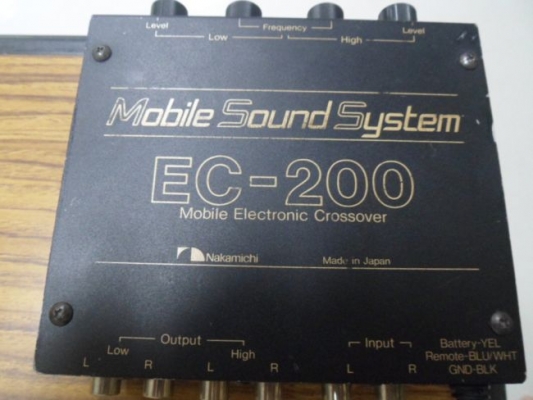 Level Frequency Level
Low High
Mobile Sound System
EC-200
Mobile Electronic Crossover
Nakamichi Made in Japan
Output Input Battery-YEL
Low High Remote-BLU/WHT
L R L R L R GND-BLK